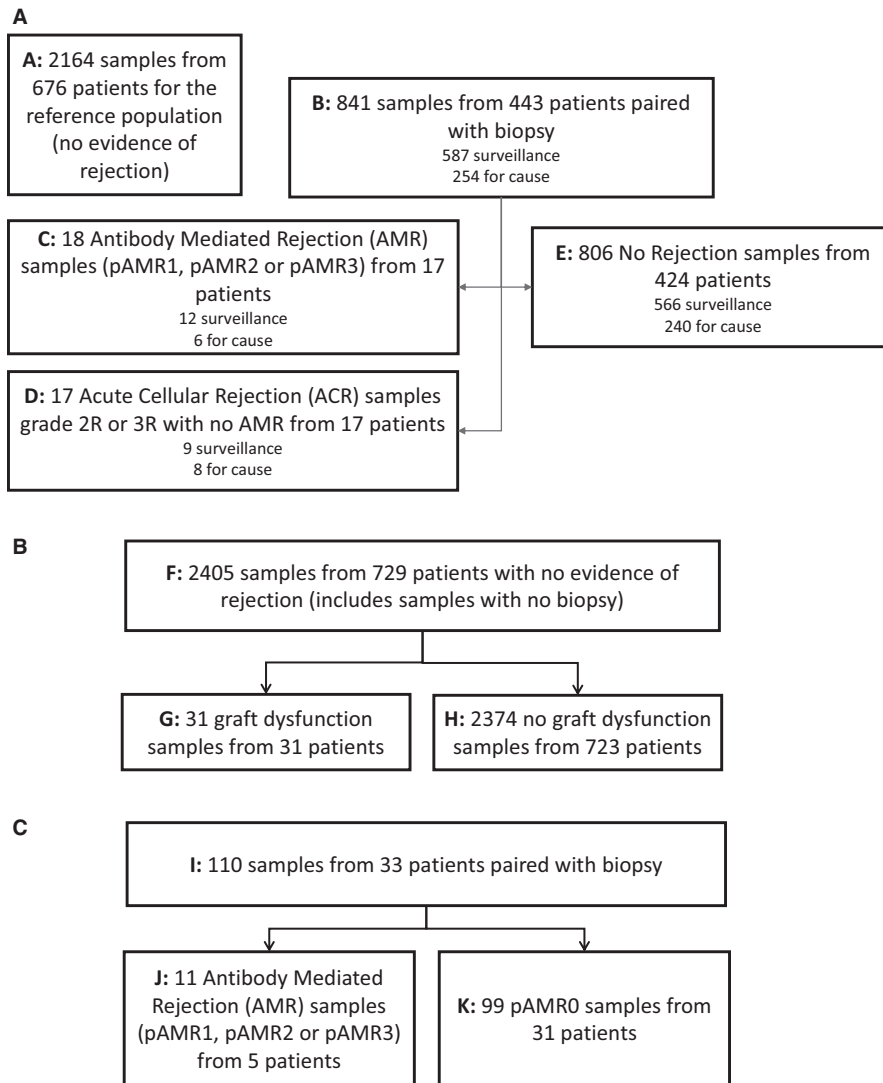 A
A: 2164 samples from
676 patients for the
reference population
(no evidence of
rejection)
B: 841 samples from 443 patients paired
with biopsy
587 surveillance
254 for cause
C: 18 Antibody Mediated Rejection (AMR)
samples (pAMR1, pAMR2 or pAMR3) from 17
patients
12 surveillance
6 for cause
E: 806 No Rejection samples from
424 patients
566 surveillance
240 for cause
D: 17 Acute Cellular Rejection (ACR) samples
grade 2R or 3R with no AMR from 17 patients
9 surveillance
8 for cause
B
F: 2405 samples from 729 patients with no evidence of
rejection (includes samples with no biopsy)
G: 31 graft dysfunction
samples from 31 patients
H: 2374 no graft dysfunction
samples from 723 patients
C
I: 110 samples from 33 patients paired with biopsy
J: 11 Antibody Mediated
Rejection (AMR) samples
(pAMR1, pAMR2 or pAMR3)
from 5 patients
K: 99 pAMR0 samples from
31 patients